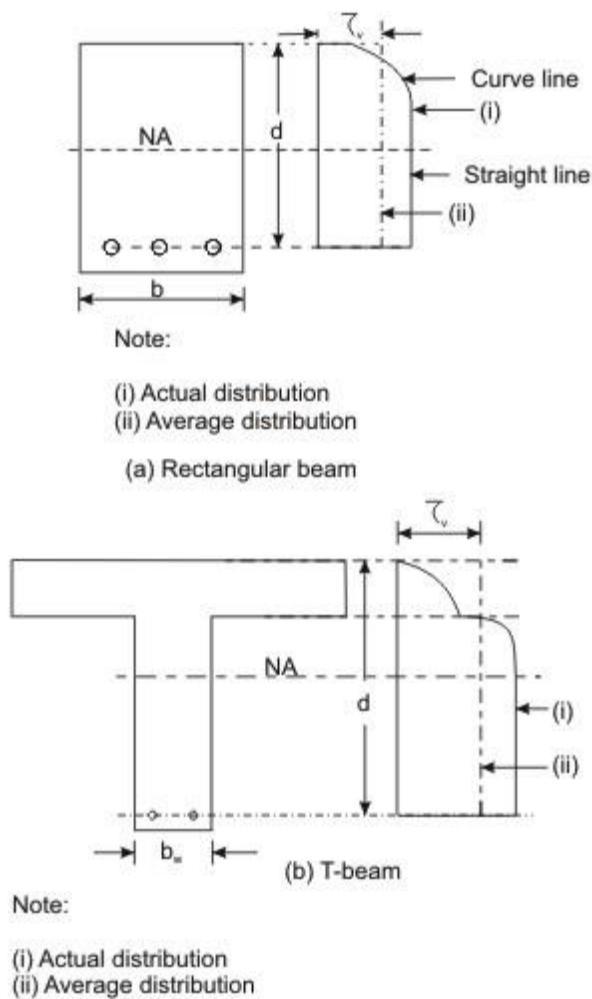 τv
Curve line
(i)
d
NA
Straight line
(ii)
b
Note:
(i) Actual distribution
(ii) Average distribution
(a) Rectangular beam
τv
NA
d
(i)
(ii)
bw
(b) T-beam
Note:
(i) Actual distribution
(ii) Average distribution